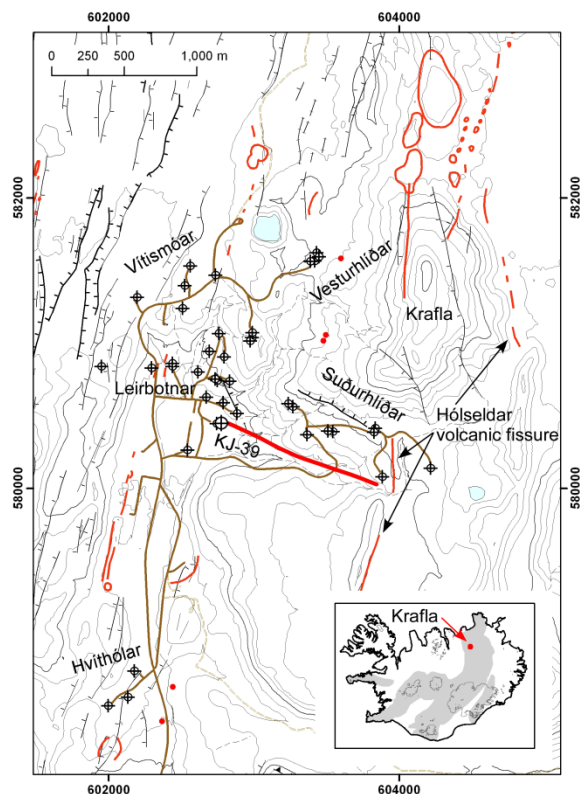 602000
604000
0 250 500 1,000 m
582000
582000
Vítismóar
Vesturhlíðar
Krafla
Leirbotnar
Suðurhlíðar
Hólseldar
volcanic fissure
KJ-39
580000
580000
Hvíthólar
Krafla
602000
604000